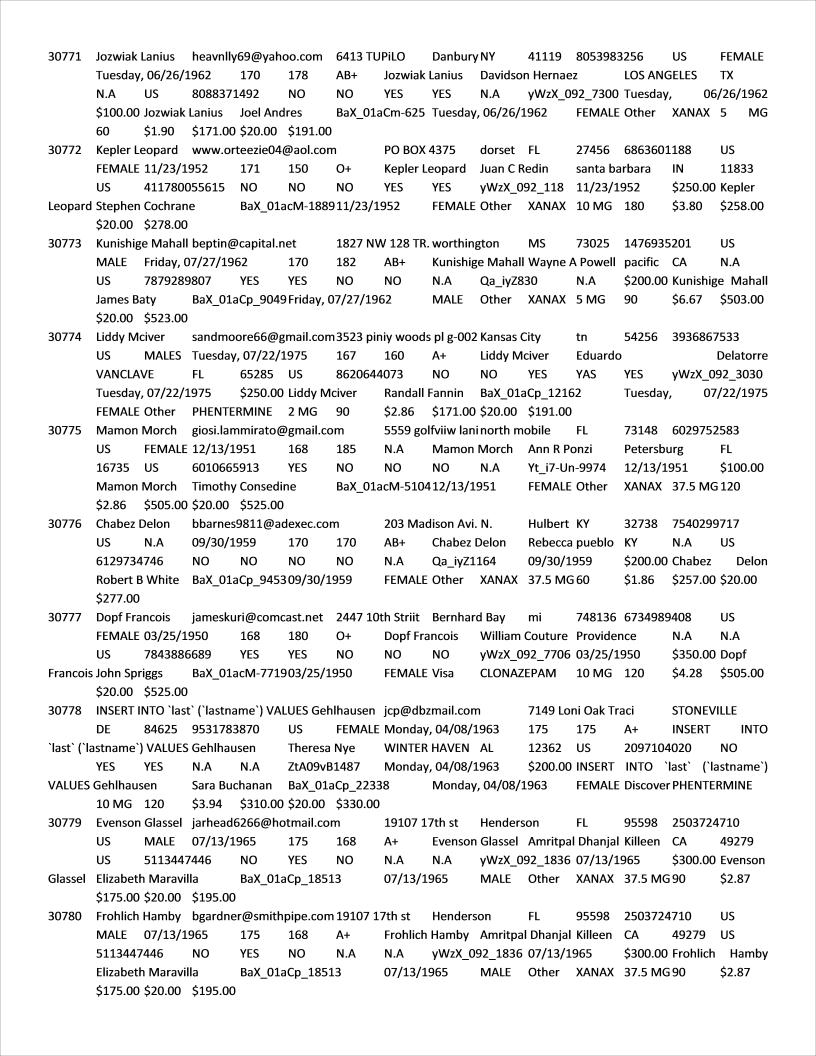 30771 Jozwiak Lanius heavnlly69@yahoo.com 6413 TUPiLO Danbury NY 41119 8053983256 US FEMALE
Tuesday, 06/26/1962 170 178 AB+ Jozwiak Lanius Davidson Hernaez LOS ANGELES TX
N.A US 8088371492 NO NO YES YES N.A yWzX_092_7300 Tuesday, 06/26/1962
$100.00 Jozwiak Lanius Joel Andres BaX_01aCm-625 Tuesday, 06/26/1962 FEMALE Other XANAX 5 MG
60 $1.90 $171.00 $20.00 $191.00
30772 Kepler Leopard www.orteezie04@aol.com PO BOX 4375 dorset FL 27456 6863601188 US
FEMALE 11/23/1952 171 150 O+ Kepler Leopard Juan C Redin santa barbara IN 11833
US 411780055615 NO NO NO YES YES yWzX_092_118 11/23/1952 $250.00 Kepler
Leopard Stephen Cochrane BaX_01acM-1889 11/23/1952 FEMALE Other XANAX 10 MG 180 $3.80 $258.00
$20.00 $278.00
30773 Kunishige Mahall beptin@capital.net 1827 NW 128 TR. worthington MS 73025 1476935201 US
MALE Friday, 07/27/1962 170 182 AB+ Kunishige Mahall Wayne A Powell pacific CA N.A
US 7879289807 YES YES NO NO N.A Qa_iyZ830 N.A $200.00 Kunishige Mahall
James Baty BaX_01aCp_9049 Friday, 07/27/1962 MALE Other XANAX 5 MG 90 $6.67 $503.00
$20.00 $523.00
30774 Liddy Mciver sandmoore66@gmail.com 3523 piniy woods pl g-002 Kansas City tn 54256 3936867533
US MALES Tuesday, 07/22/1975 167 160 A+ Liddy Mciver Eduardo Delatorre
VANCLAVE FL 65285 US 8620644073 NO NO YES YAS YES yWzX_092_3030
Tuesday, 07/22/1975 $250.00 Liddy Mciver Randall Fannin BaX_01aCp_12162 Tuesday, 07/22/1975
FEMALE Other PHENTERMINE 2 MG 90 $2.86 $171.00 $20.00 $191.00
30775 Mamon Morch giosi.lammirato@gmail.com 5559 golfviiw lani north mobile FL 73148 6029752583
US FEMALE 12/13/1951 168 185 N.A Mamon Morch Ann R Ponzi Petersburg FL
16735 US 6010665913 YES NO NO NO N.A Yt_i7-Un-9974 12/13/1951 $100.00
Mamon Morch Timothy Consedine BaX_01acM-5104 12/13/1951 FEMALE Other XANAX 37.5 MG 120
$2.86 $505.00 $20.00 $525.00
30776 Chabez Delon bbarnes9811@adexec.com 203 Madison Avi. N. Hulbert KY 32738 7540299717
US N.A 09/30/1959 170 170 AB+ Chabez Delon Rebecca pueblo KY N.A US
6129734746 NO NO NO NO N.A Qa_iyZ1164 09/30/1959 $200.00 Chabez Delon
Robert B White BaX_01aCp_9453 09/30/1959 FEMALE Other XANAX 37.5 MG 60 $1.86 $257.00 $20.00
$277.00
30777 Dopf Francois jameskuri@comcast.net 2447 10th Striit Bernhard Bay mi 748136 6734989408 US
FEMALE 03/25/1950 168 180 O+ Dopf Francois William Couture Providence N.A N.A
US 7843886689 YES YES NO NO NO yWzX_092_7706 03/25/1950 $350.00 Dopf
Francois John Spriggs BaX_01acM-7719 03/25/1950 FEMALE Visa CLONAZEPAM 10 MG 120 $4.28 $505.00
$20.00 $525.00
30778 INSERT INTO `last` (`lastname`) VALUES Gehlhausen jcp@dbzmail.com 7149 Loni Oak Traci STONEVILLE
DE 84625 9531783870 US FEMALE Monday, 04/08/1963 175 175 A+ INSERT INTO
`last` (`lastname`) VALUES Gehlhausen Theresa Nye WINTER HAVEN AL 12362 US 2097104020 NO
YES YES N.A N.A ZtA09vB1487 Monday, 04/08/1963 $200.00 INSERT INTO `last` (`lastname`)
VALUES Gehlhausen Sara Buchanan BaX_01aCp_22338 Monday, 04/08/1963 FEMALE Discover PHENTERMINE
10 MG 120 $3.94 $310.00 $20.00 $330.00
30779 Evenson Glassel jarhead6266@hotmail.com 19107 17th st Henderson FL 95598 2503724710
US MALE 07/13/1965 175 168 A+ Evenson Glassel Amritpal Dhanjal Killeen CA 49279
US 5113447446 NO YES NO N.A N.A yWzX_092_1836 07/13/1965 $300.00 Evenson
Glassel Elizabeth Maravilla BaX_01aCp_18513 07/13/1965 MALE Other XANAX 37.5 MG 90 $2.87
$175.00 $20.00 $195.00
30780 Frohlich Hamby bgardner@smithpipe.com 19107 17th st Henderson FL 95598 2503724710 US
MALE 07/13/1965 175 168 A+ Frohlich Hamby Amritpal Dhanjal Killeen CA 49279 US
5113447446 NO YES NO N.A N.A yWzX_092_1836 07/13/1965 $300.00 Frohlich Hamby
Elizabeth Maravilla BaX_01aCp_18513 07/13/1965 MALE Other XANAX 37.5 MG 90 $2.87
$175.00 $20.00 $195.00